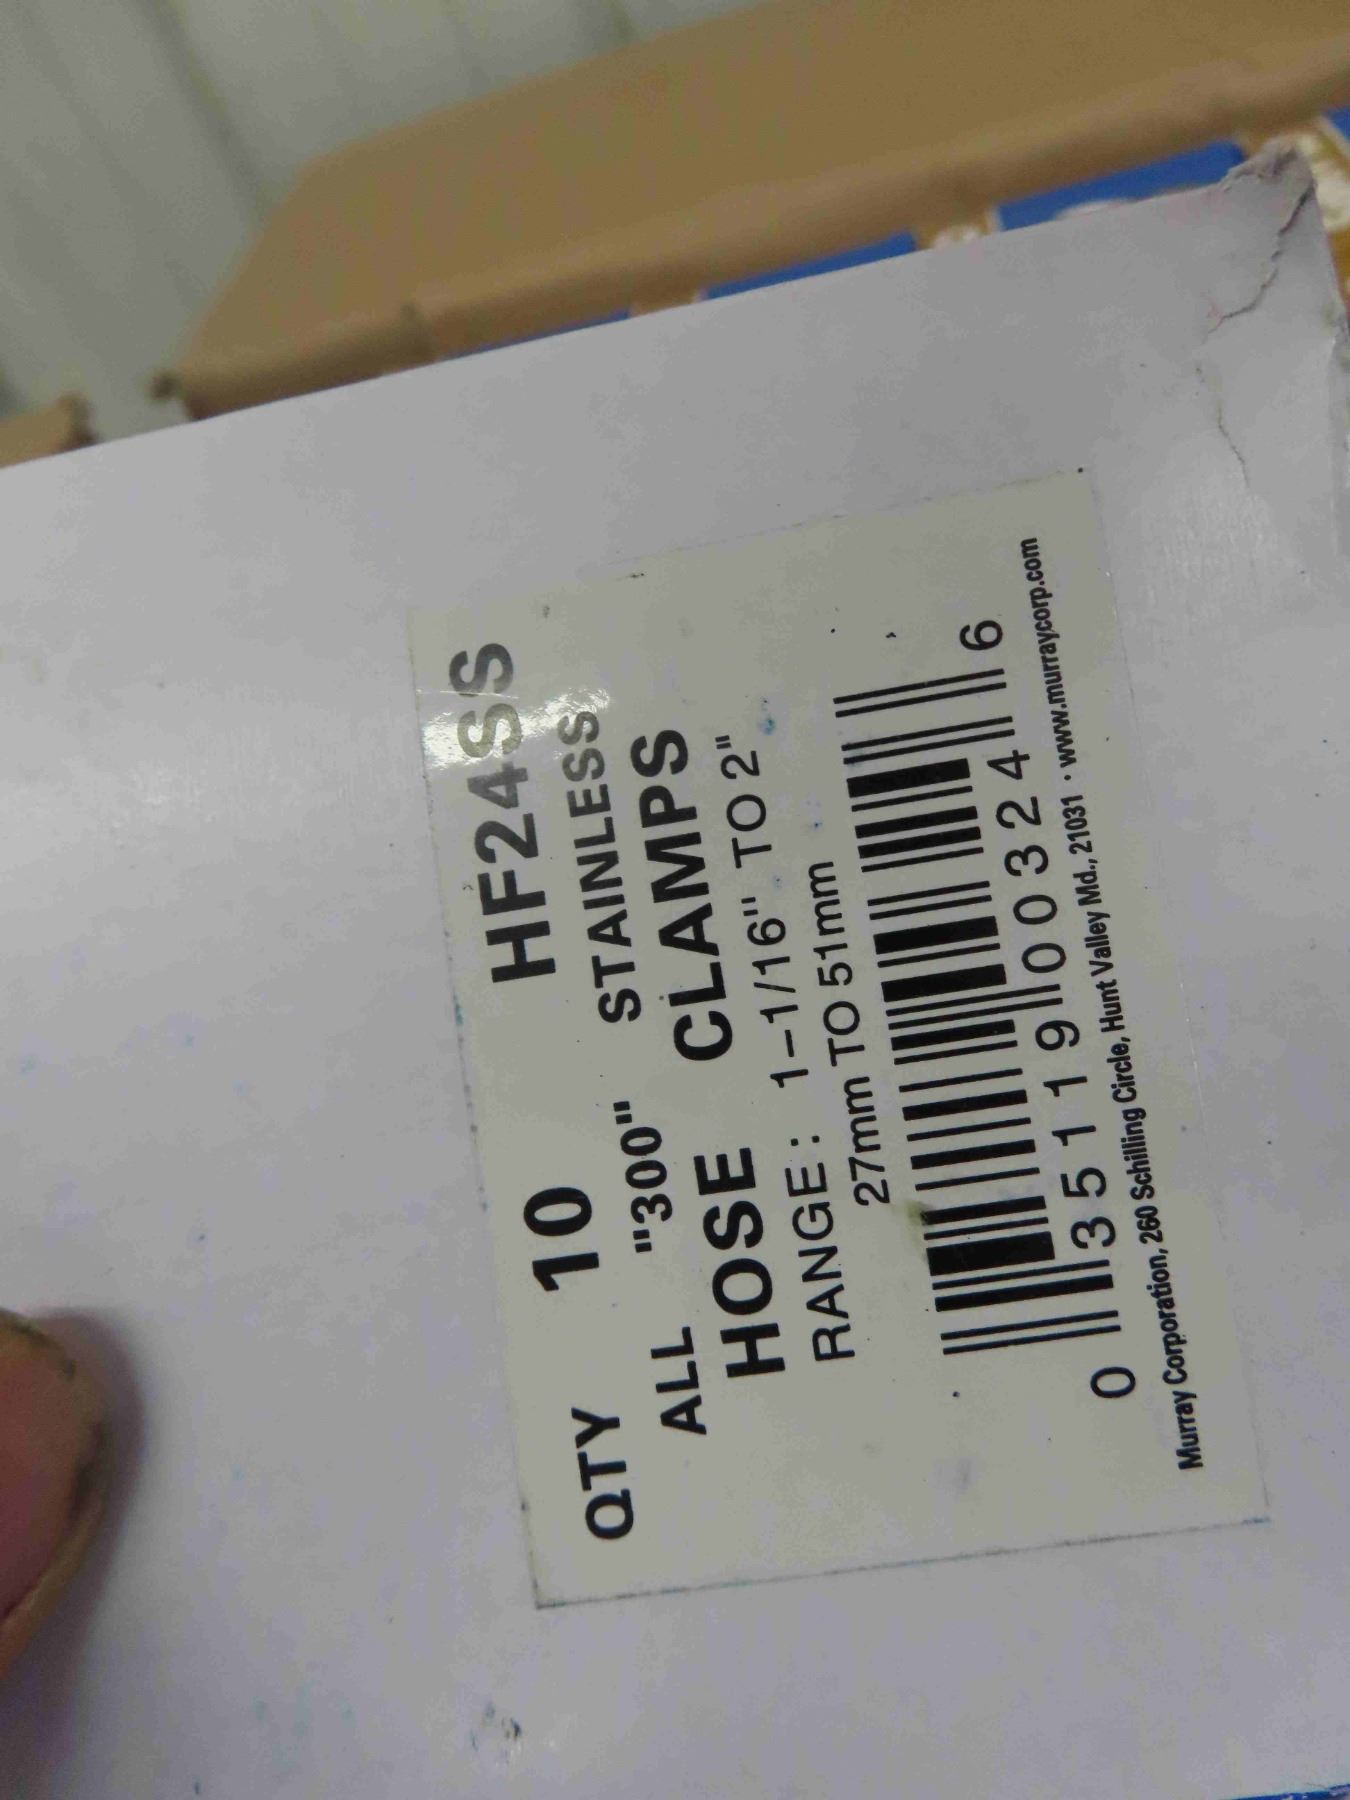 QTY 10 HF24SS
ALL "300" STAINLESS
HOSE CLAMPS
RANGE: 1-1/16" TO 2"
27mm TO 51mm
0 35119 00324 6
Murray Corporation, 260 Schilling Circle, Hunt Valley Md., 21031 · www.murraycorp.com